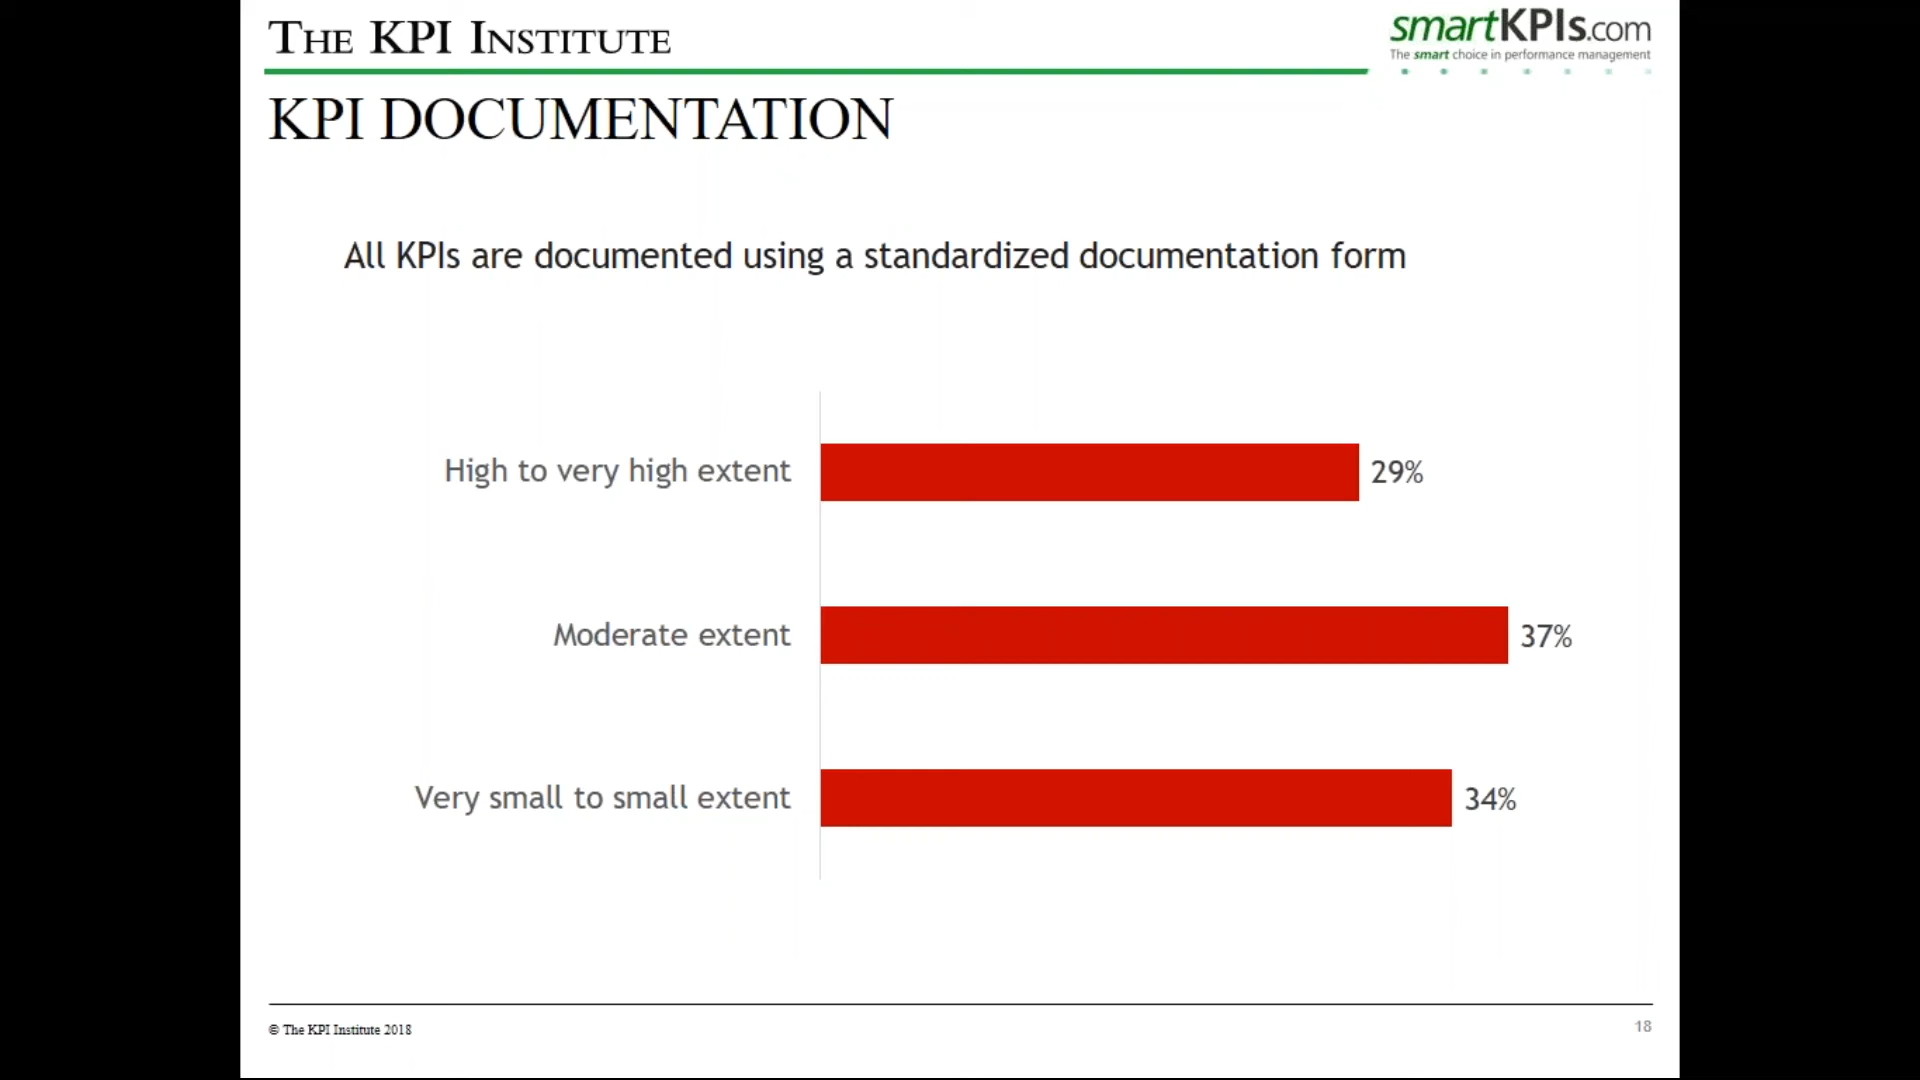 THE KPI INSTITUTE
smartKPIs.com
The smart choice in performance management
KPI DOCUMENTATION
All KPIs are documented using a standardized documentation form
High to very high extent
29%
Moderate extent
37%
Very small to small extent
34%
© The KPI Institute 2018
18